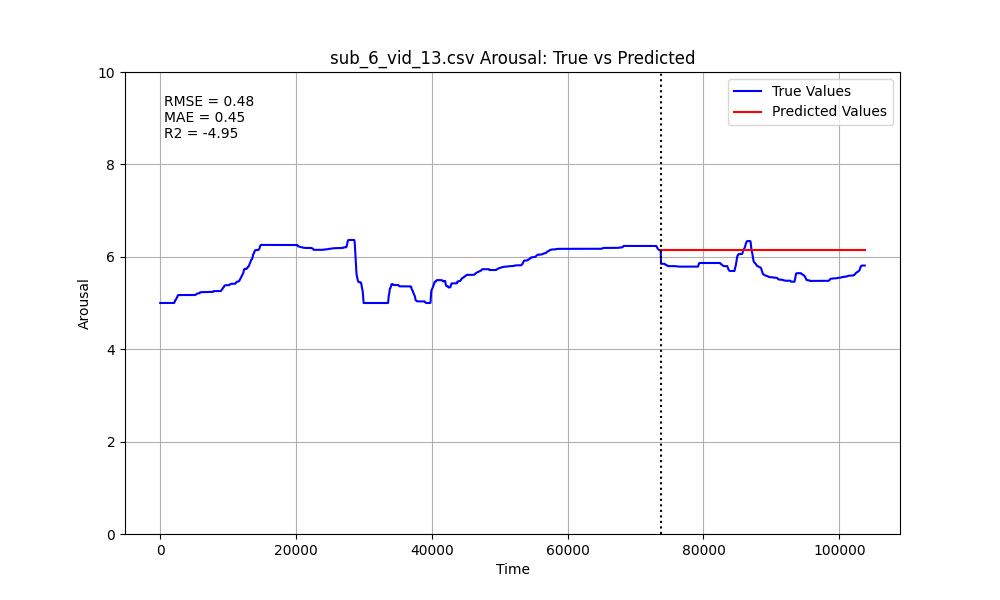 sub_6_vid_13.csv Arousal: True vs Predicted
RMSE = 0.48
MAE = 0.45
R2 = -4.95
True Values
Predicted Values
10
8
6
4
2
0
Arousal
0 20000 40000 60000 80000 100000
Time